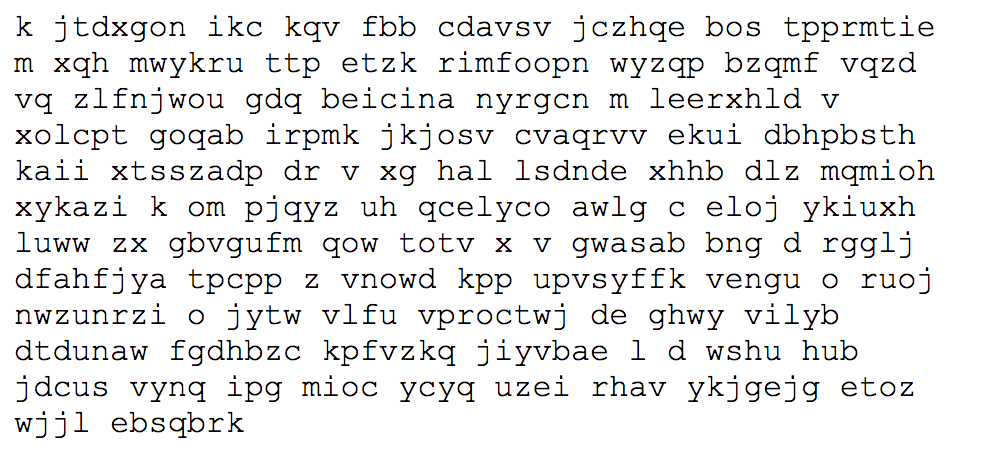 k jtdxgon ikc kqv fbb cdavsv jczhqe bos tpprmtie
m xqh mwykru ttp etzk rimfoopn wyzqp bzqmf vqzd
vq zlfnjwou gdq beicina nyrgcn m leerxhld v
xolcpt goqab irpmk jkjosv cvaqrvv ekui dbhpbsth
kaii xtsszadp dr v xg hal lsdnde xhhb dlz mqmioh
xykazi k om pjqyz uh qcelyco awlg c eloj ykiuxh
luww zx gbvgufm qow totv x v gwasab bng d rgglj
dfahfjya tpcpp z vnowd kpp upvsyffk vengu o ruoj
nwzunrzi o jytw vlfu vproctwj de ghwy vilyb
dtdunaw fgdhbzc kpfvzkq jiyvbae l d wshu hub
jdcus vynq ipg mioc ycyq uzei rhav ykjgejg etoz
wjjl ebsqbrk